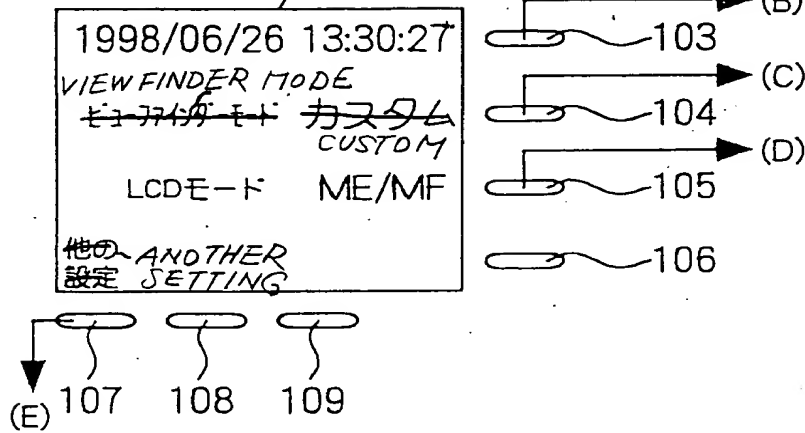 (B)
1998/06/26 13:30:27 103
VIEWFINDER MODE (C)
ビューファインダーモード カスタム 104
CUSTOM (D)
LCDモード ME/MF 105
他の ANOTHER 106
設定 SETTING
(E) 107 108 109